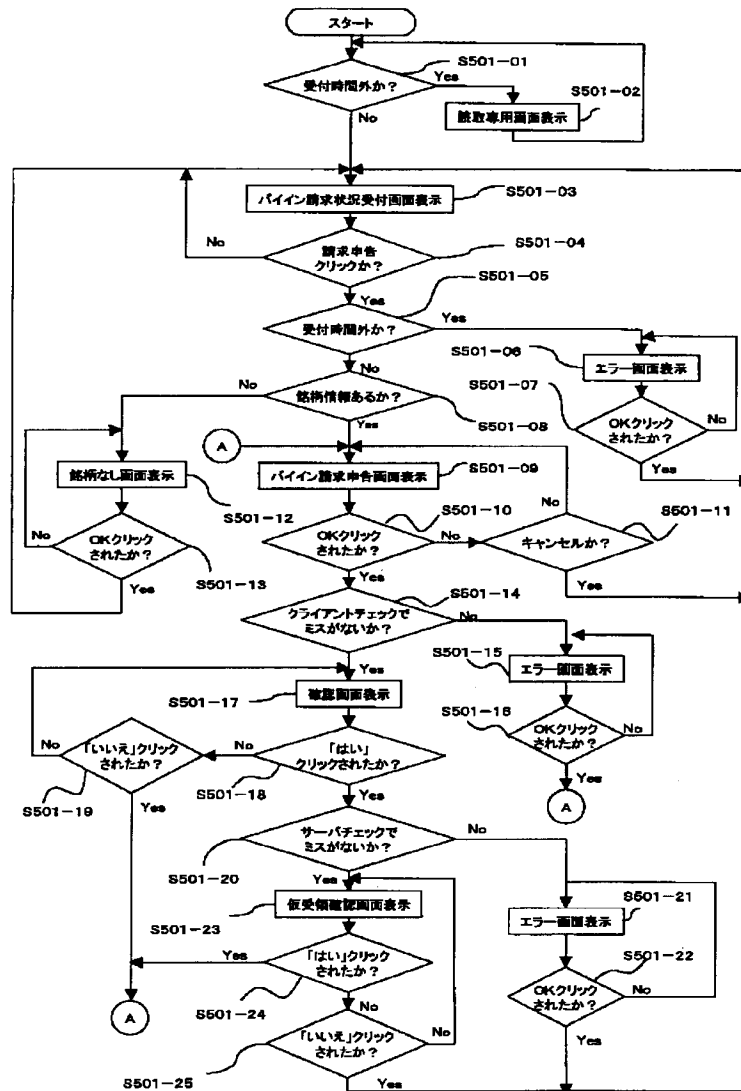 スタート
S501-01
受付時間外か？
Yes
S501-02
読取専用画面表示
No
バイイン請求状況受付画面表示
S501-03
No
請求申告
クリックか？
S501-04
S501-05
Yes
受付時間外か？
Yes
S501-06
エラー画面表示
No
No
銘柄情報あるか？
S501-07
OKクリック
されたか？
No
S501-08
Yes
A
Yes
銘柄なし画面表示
バイイン請求申告画面表示
S501-09
S501-12
S501-10
No
S501-11
No
OKクリック
されたか？
OKクリック
されたか？
No
キャンセルか？
S501-13
Yes
Yes
Yes
S501-14
クライアントチェックで
ミスがないか？
No
S501-15
エラー画面表示
Yes
S501-17
確認画面表示
S501-16
OKクリック
されたか？
No
No
「いいえ」クリック
されたか？
No
「はい」
クリックされたか？
Yes
S501-19
S501-18
Yes
Yes
A
サーバチェックで
ミスがないか？
No
S501-20
Yes
S501-21
仮受領確認画面表示
エラー画面表示
S501-23
Yes
「はい」クリック
されたか？
S501-22
A
OKクリック
されたか？
No
S501-24
No
No
「いいえ」クリック
されたか？
Yes
S501-25
Yes